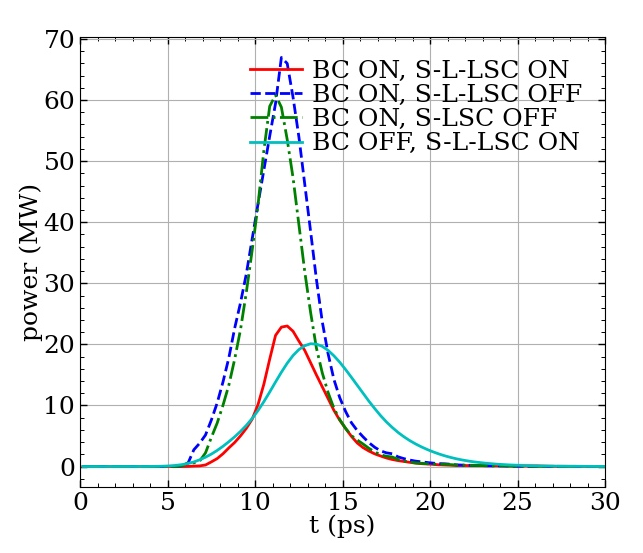 70
60
50
40
30
20
10
0
power (MW)
BC ON, S-L-LSC ON
BC ON, S-L-LSC OFF
BC ON, S-LSC OFF
BC OFF, S-L-LSC ON
0 5 10 15 20 25 30
t (ps)